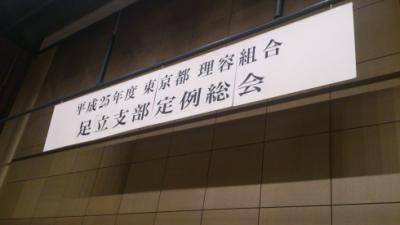 平成25年度 東京都 理容組合
足立支部定例総会